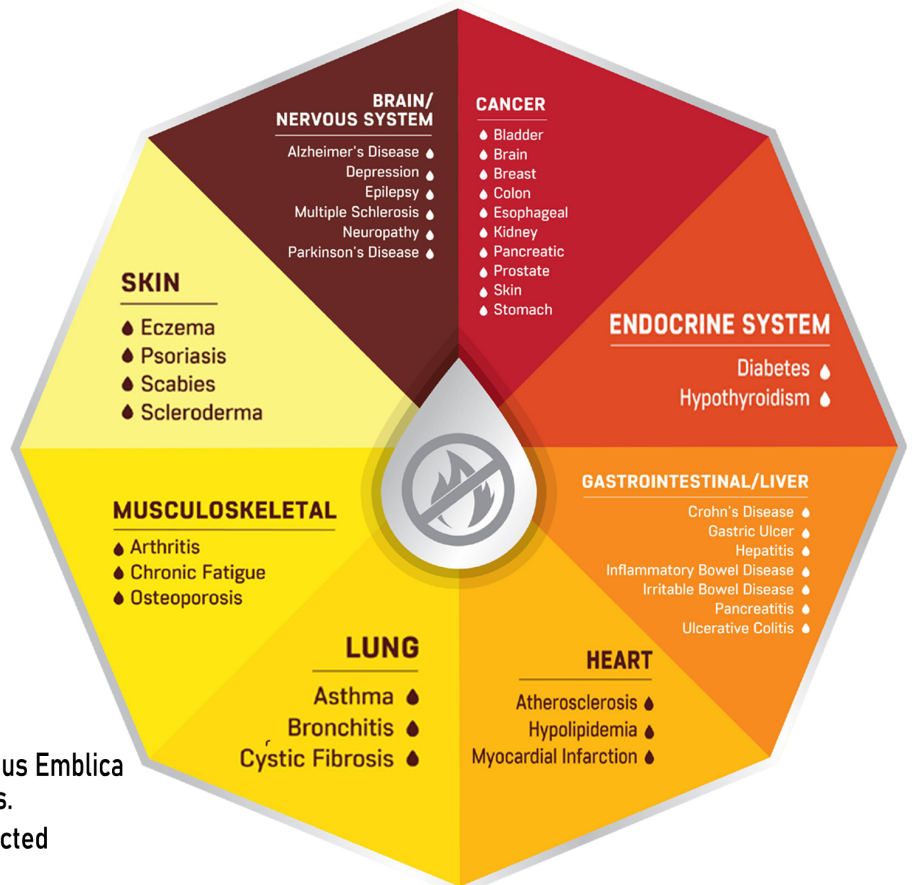 BRAIN/
NERVOUS SYSTEM
Alzheimer's Disease
Depression
Epilepsy
Multiple Schlerosis
Neuropathy
Parkinson's Disease
CANCER
Bladder
Brain
Breast
Colon
Esophageal
Kidney
Pancreatic
Prostate
Skin
Stomach
ENDOCRINE SYSTEM
Diabetes
Hypothyroidism
GASTROINTESTINAL/LIVER
Crohn's Disease
Gastric Ulcer
Hepatitis
Inflammatory Bowel Disease
Irritable Bowel Disease
Pancreatitis
Ulcerative Colitis
HEART
Atherosclerosis
Hypolipidemia
Myocardial Infarction
LUNG
Asthma
Bronchitis
Cystic Fibrosis
MUSCULOSKELETAL
Arthritis
Chronic Fatigue
Osteoporosis
SKIN
Eczema
Psoriasis
Scabies
Scleroderma
us Emblica
s.
cted